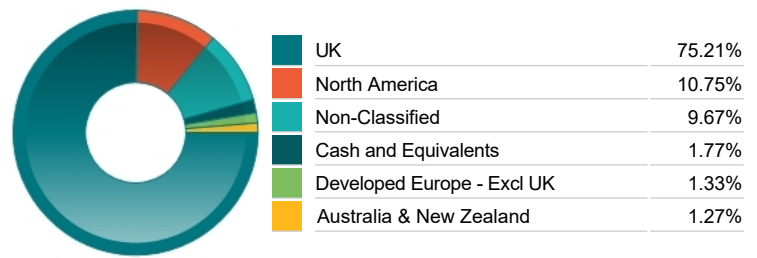 UK 75.21%
North America 10.75%
Non-Classified 9.67%
Cash and Equivalents 1.77%
Developed Europe - Excl UK 1.33%
Australia & New Zealand 1.27%